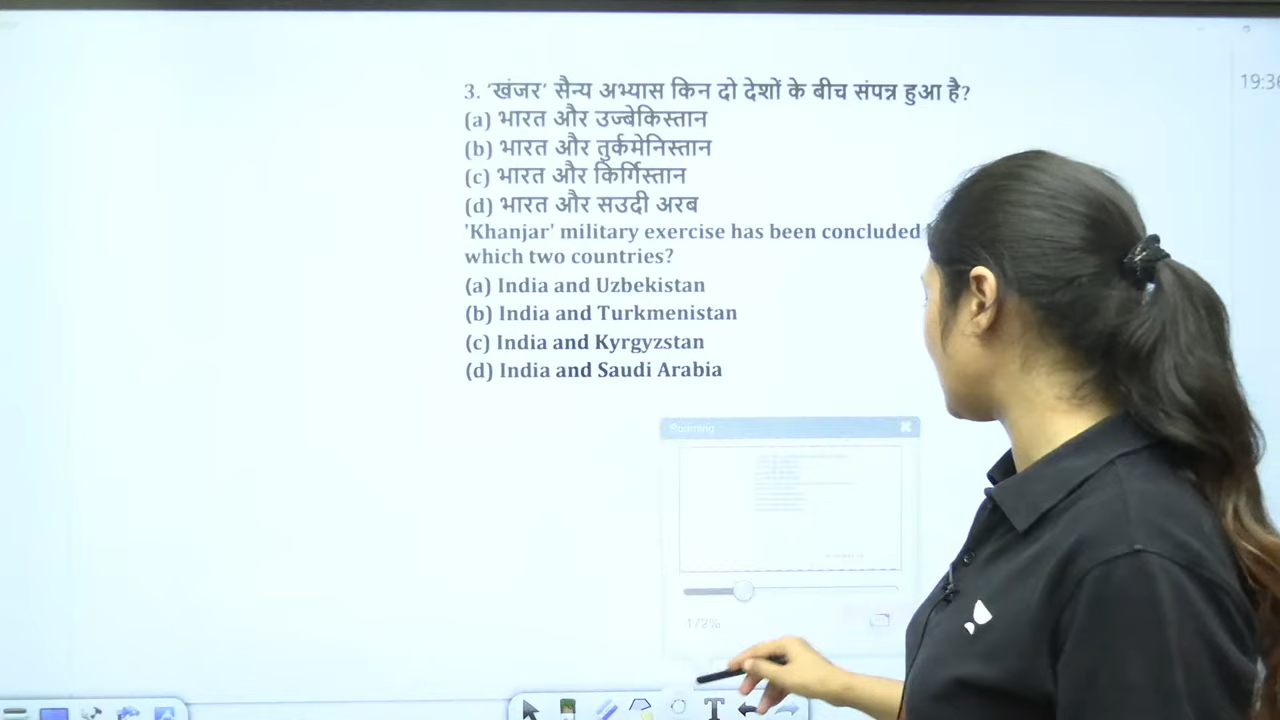 3. 'खंजर' सैन्य अभ्यास किन दो देशों के बीच संपन्न हुआ है?
(a) भारत और उज्बेकिस्तान
(b) भारत और तुर्कमेनिस्तान
(c) भारत और किर्गिस्तान
(d) भारत और सउदी अरब
'Khanjar' military exercise has been concluded
which two countries?
(a) India and Uzbekistan
(b) India and Turkmenistan
(c) India and Kyrgyzstan
(d) India and Saudi Arabia
172%
T